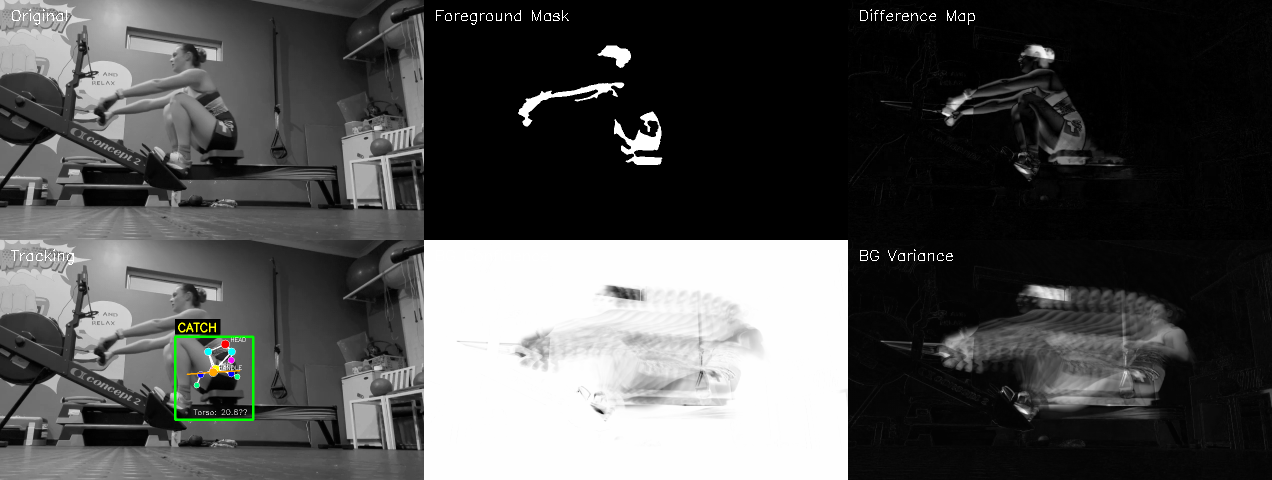 Original
AND
RELAX
concept 2
Foreground Mask
Difference Map
Tracking
AND
RELAX
CATCH
HEAD
concept 2
Torso: 20.6??
BG Variance